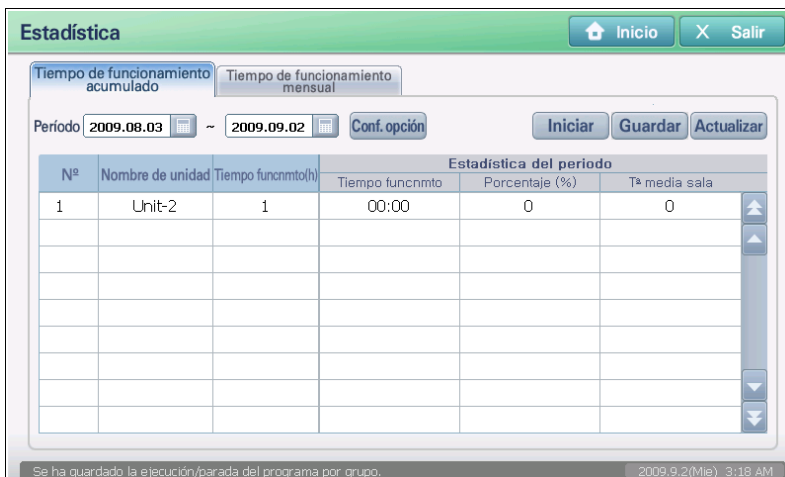 Estadística
Inicio
X Salir
Tiempo de funcionamiento
acumulado
Tiempo de funcionamiento
mensual
Período 2009.08.03 ~ 2009.09.02 Conf. opción Iniciar Guardar Actualizar
Nº Nombre de unidad Tiempo funcnmto(h) Estadística del periodo
Tiempo funcnmto Porcentaje (%) Tª media sala
1 Unit-2 1 00:00 0 0
Se ha guardado la ejecución/parada del programa por grupo. 2009.9.2(Mie) 3:18 AM